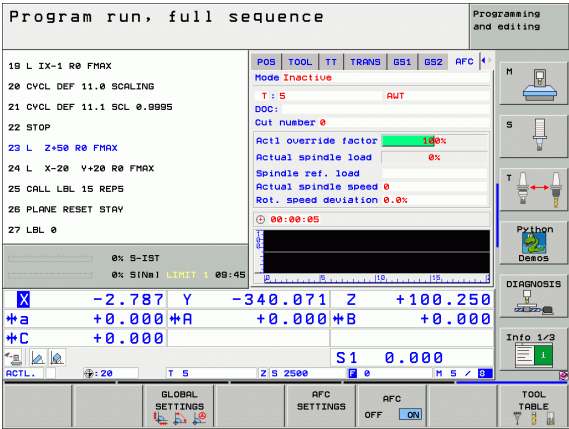 Program run, full sequence
Programming
and editing
19 L IX-1 R0 FMAX
20 CYCL DEF 11.0 SCALING
21 CYCL DEF 11.1 SCL 0.9995
22 STOP
23 L Z+50 R0 FMAX
24 L X-20 Y+20 R0 FMAX
25 CALL LBL 15 REP5
26 PLANE RESET STAY
27 LBL 0
POS TOOL TT TRANS GS1 GS2 AFC
Mode Inactive
T : 5 AWT
DOC:
Cut number 0
Actl override factor 100%
Actual spindle load 0%
Spindle ref. load
Actual spindle speed 0
Rot. speed deviation 0.0%
00:00:05
0 5 10 15 2
0% S-IST
0% S[Nm] LIMIT 1 09:45
X -2.787 Y -340.071 Z +100.250
a +0.000 A +0.000 B +0.000
C +0.000
S1 0.000
ACTL. : 20 T 5 Z S 2500 F 0 M 5 / 8
M
S
T
Python
Demos
DIAGNOSIS
Info 1/3
GLOBAL
SETTINGS
AFC
SETTINGS
AFC
OFF ON
TOOL
TABLE